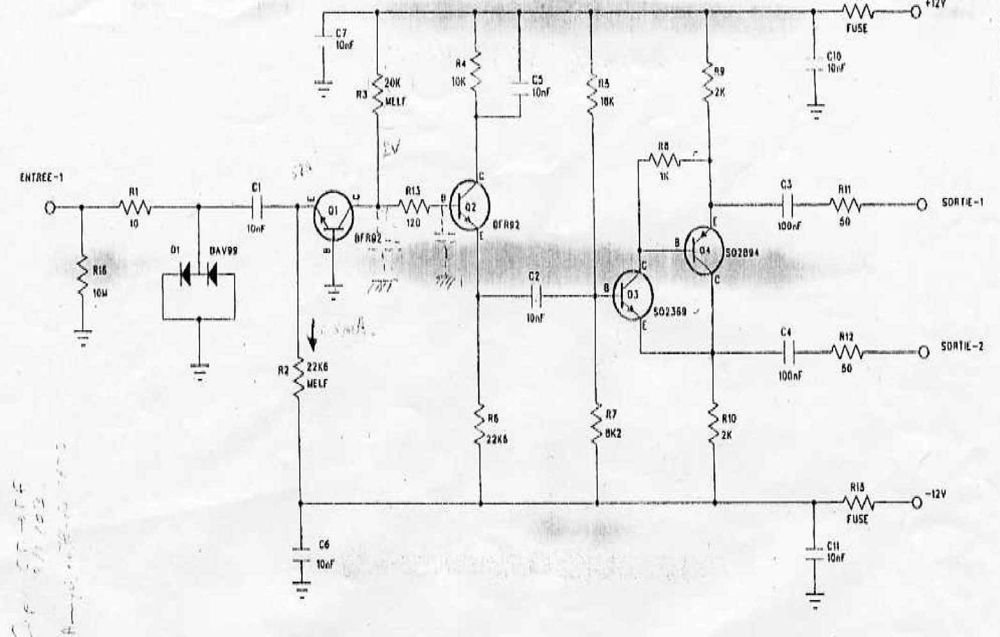 +12V
FUSE
C7
10nF
R3
20K
MELF
R4
10K
C5
10nF
R5
18K
R9
2K
C10
10nF
R8
1K
ENTREE-1
R1
10
C1
10nF
E
Q1
C
B
BFR92
R13
120
B
C
Q2
E
BFR92
C3
100nF
R11
50
SORTIE-1
R16
10M
D1
BAV99
C2
10nF
B
C
Q3
E
SO2369
B
E
Q4
C
SO2894
C4
100nF
R12
50
SORTIE-2
R2
22K6
MELF
R6
22K6
R7
8K2
R10
2K
-12V
FUSE
C6
10nF
C11
10nF